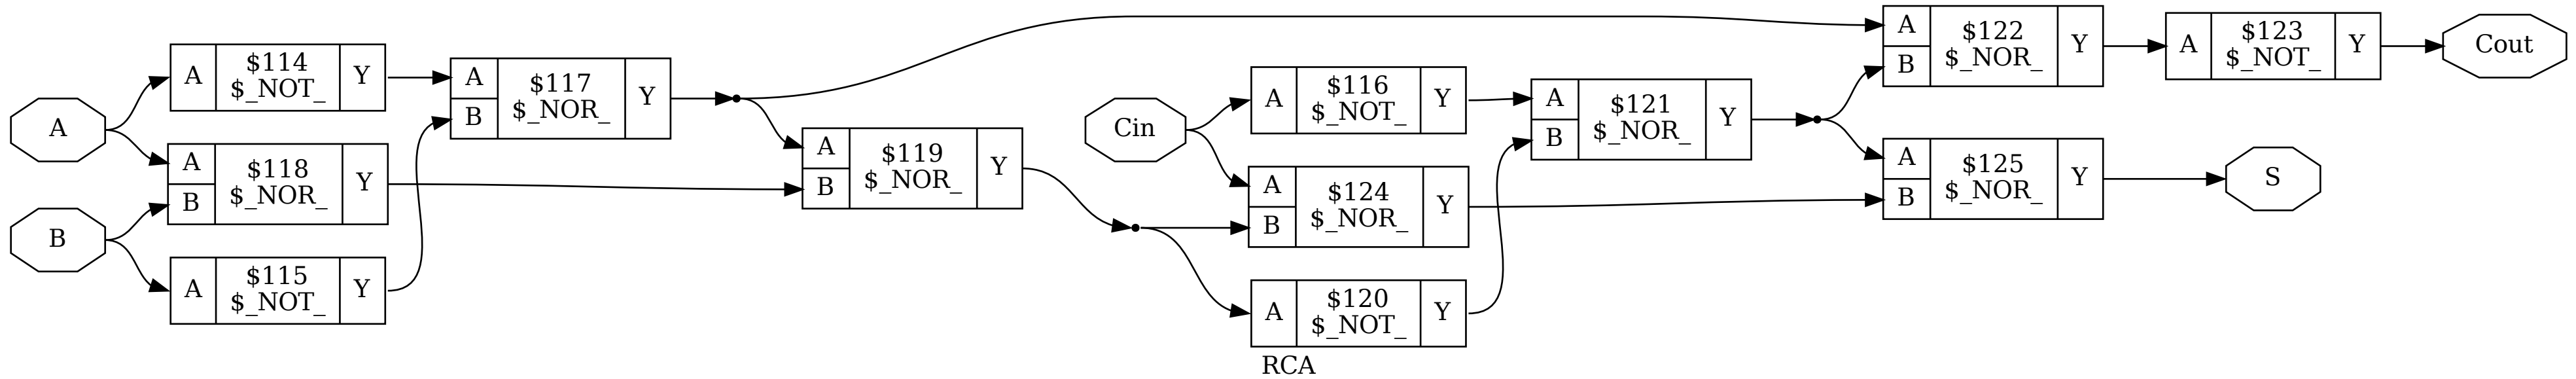 A
B
A
$114
$_NOT_
Y
A
B
$118
$_NOR_
Y
A
$115
$_NOT_
Y
A
B
$117
$_NOR_
Y
A
B
$119
$_NOR_
Y
Cin
A
$116
$_NOT_
Y
A
B
$124
$_NOR_
Y
A
$120
$_NOT_
Y
A
B
$121
$_NOR_
Y
A
B
$122
$_NOR_
Y
A
B
$125
$_NOR_
Y
A
$123
$_NOT_
Y
Cout
S
RCA